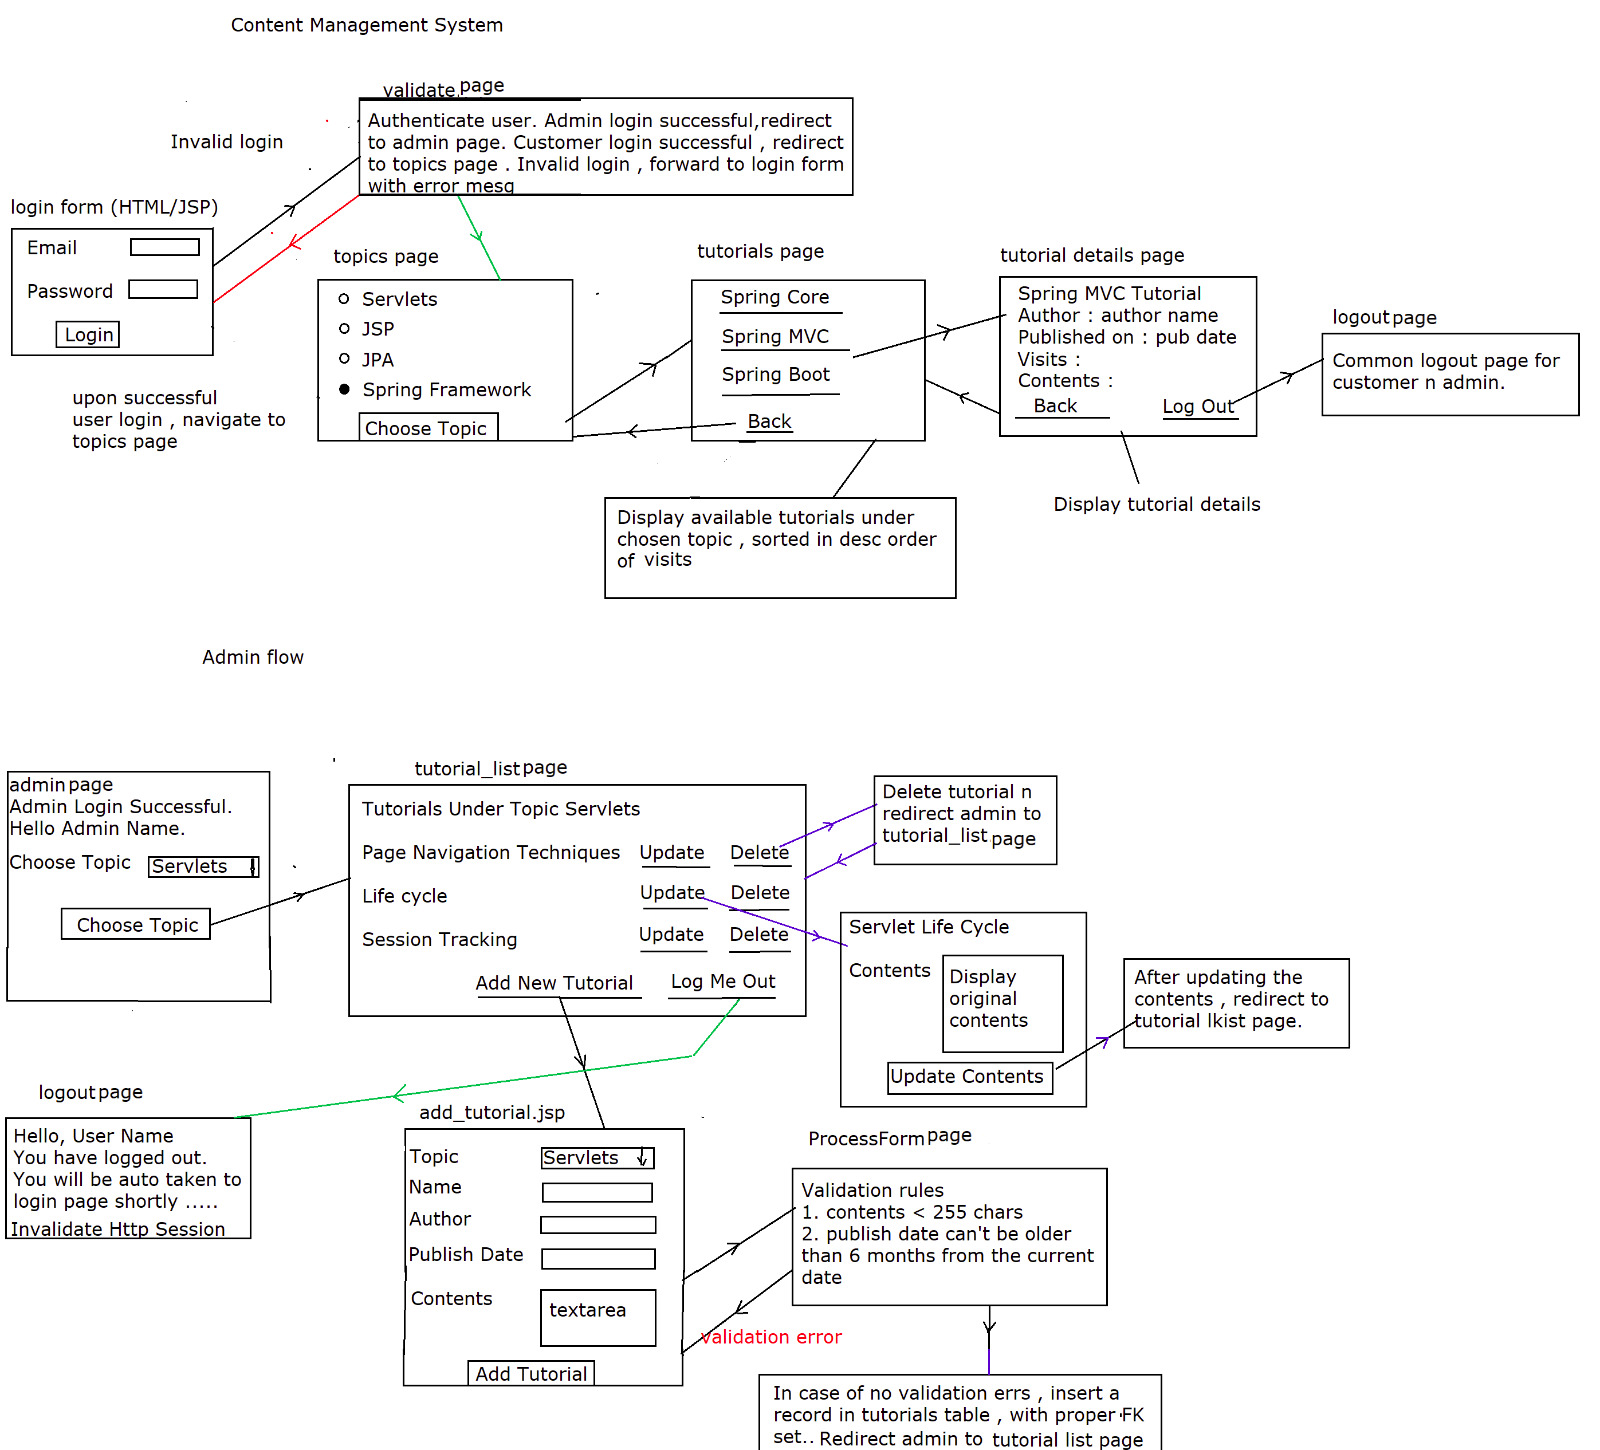 Content Management System
validate page
Authenticate user. Admin login successful,redirect
to admin page. Customer login successful , redirect
to topics page . Invalid login , forward to login form
with error mesg
Invalid login
login form (HTML/JSP)
Email
Password
Login
upon successful
user login , navigate to
topics page
topics page
Servlets
JSP
JPA
Spring Framework
Choose Topic
tutorials page
Spring Core
Spring MVC
Spring Boot
Back
Display available tutorials under
chosen topic , sorted in desc order
of visits
tutorial details page
Spring MVC Tutorial
Author : author name
Published on : pub date
Visits :
Contents :
Back Log Out
Display tutorial details
logout page
Common logout page for
customer n admin.
Admin flow
admin page
Admin Login Successful.
Hello Admin Name.
Choose Topic Servlets
Choose Topic
tutorial_list page
Tutorials Under Topic Servlets
Page Navigation Techniques Update Delete
Life cycle Update Delete
Session Tracking Update Delete
Add New Tutorial Log Me Out
Delete tutorial n
redirect admin to
tutorial_list page
Servlet Life Cycle
Contents
Display
original
contents
Update Contents
After updating the
contents , redirect to
tutorial lkist page.
logout page
Hello, User Name
You have logged out.
You will be auto taken to
login page shortly .....
Invalidate Http Session
add_tutorial.jsp
Topic Servlets
Name
Author
Publish Date
Contents textarea
Add Tutorial
ProcessForm page
Validation rules
1. contents < 255 chars
2. publish date can't be older
than 6 months from the current
date
validation error
In case of no validation errs , insert a
record in tutorials table , with proper FK
set.. Redirect admin to tutorial list page